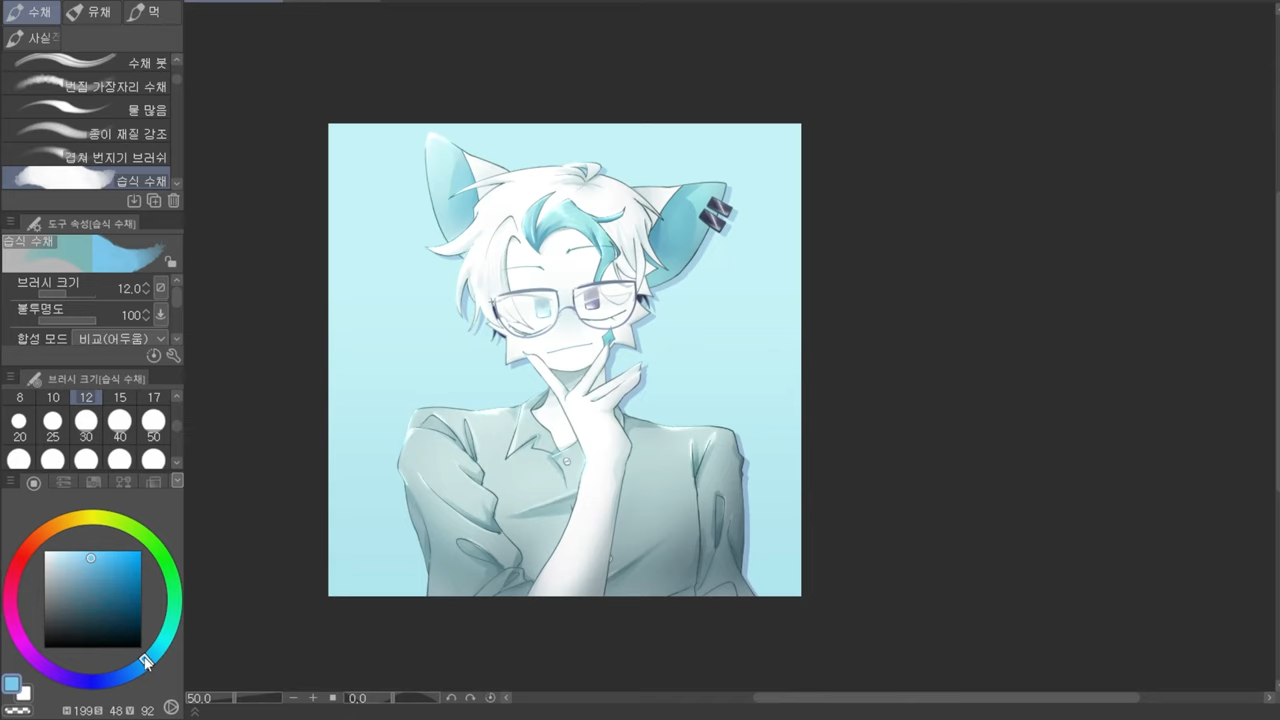 수채 유채 먹
사실
수채 붓
번짐 가장자리 수채
물 많음
종이 재질 강조
겹쳐 번지기 브러쉬
습식 수채
도구 속성[습식 수채]
습식 수채
브러시 크기 12.0
불투명도 100
합성 모드 비교(어두움)
브러시 크기[습식 수채]
8 10 12 15 17
20 25 30 40 50
50.0 0.0
H 199 S 48 V 92